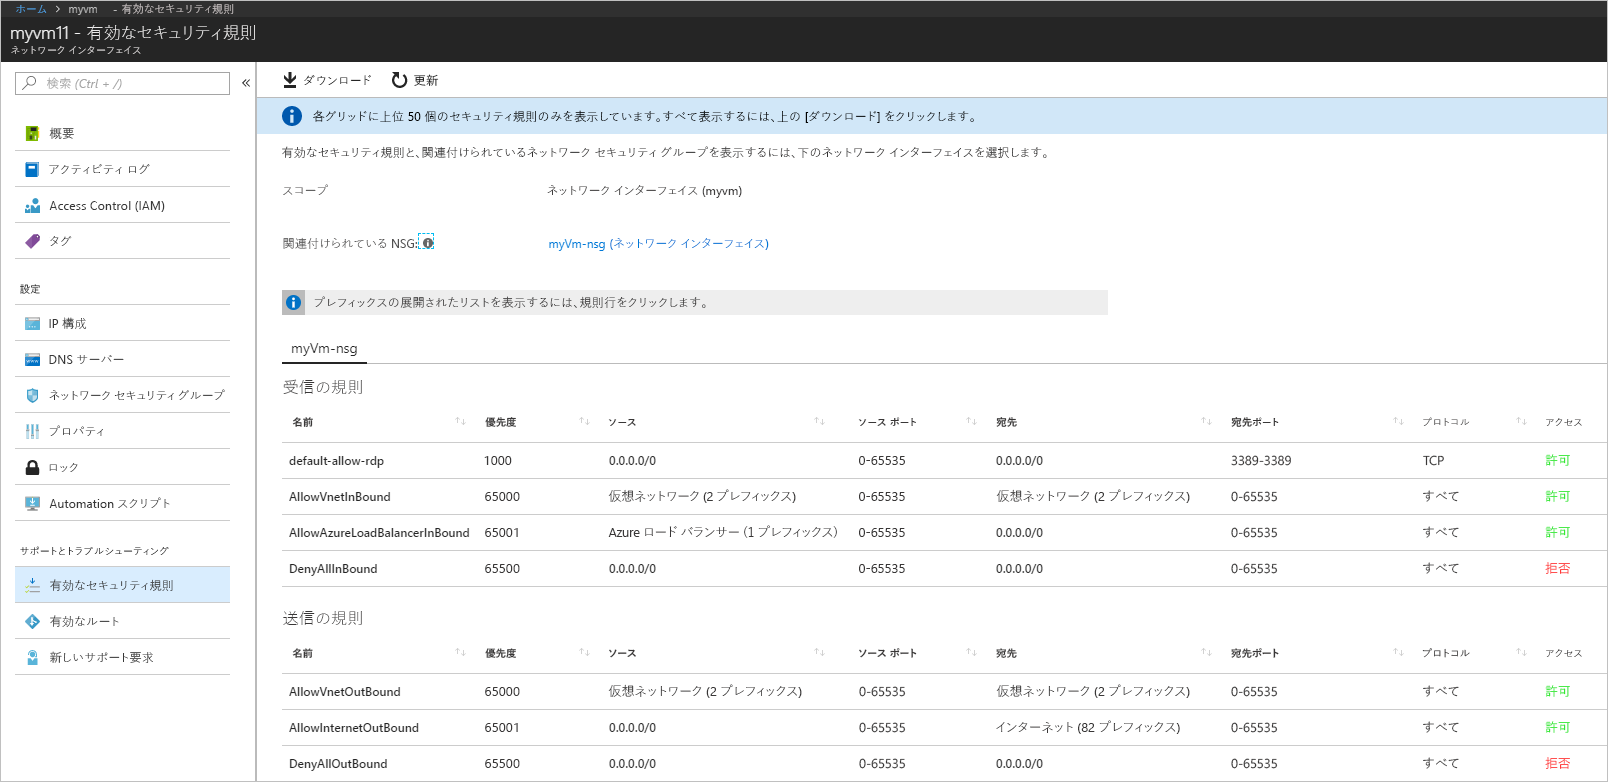 ホーム > myvm - 有効なセキュリティ規則
myvm11 - 有効なセキュリティ規則
ネットワーク インターフェイス
検索 (Ctrl + /)
«
概要
アクティビティ ログ
Access Control (IAM)
タグ
設定
IP 構成
DNS サーバー
ネットワーク セキュリティ グループ
プロパティ
ロック
Automation スクリプト
サポートとトラブルシューティング
有効なセキュリティ規則
有効なルート
新しいサポート要求
ダウンロード 更新
各グリッドに上位 50 個のセキュリティ規則のみを表示しています。すべて表示するには、上の [ダウンロード] をクリックします。
有効なセキュリティ規則と、関連付けられているネットワーク セキュリティ グループを表示するには、下のネットワーク インターフェイスを選択します。
スコープ ネットワーク インターフェイス (myvm)
関連付けられている NSG: myVm-nsg (ネットワーク インターフェイス)
プレフィックスの展開されたリストを表示するには、規則行をクリックします。
myVm-nsg
受信の規則
名前 優先度 ソース ソース ポート 宛先 宛先ポート プロトコル アクセス
default-allow-rdp 1000 0.0.0.0/0 0-65535 0.0.0.0/0 3389-3389 TCP 許可
AllowVnetInBound 65000 仮想ネットワーク (2 プレフィックス) 0-65535 仮想ネットワーク (2 プレフィックス) 0-65535 すべて 許可
AllowAzureLoadBalancerInBound 65001 Azure ロード バランサー (1 プレフィックス) 0-65535 0.0.0.0/0 0-65535 すべて 許可
DenyAllInBound 65500 0.0.0.0/0 0-65535 0.0.0.0/0 0-65535 すべて 拒否
送信の規則
名前 優先度 ソース ソース ポート 宛先 宛先ポート プロトコル アクセス
AllowVnetOutBound 65000 仮想ネットワーク (2 プレフィックス) 0-65535 仮想ネットワーク (2 プレフィックス) 0-65535 すべて 許可
AllowInternetOutBound 65001 0.0.0.0/0 0-65535 インターネット (82 プレフィックス) 0-65535 すべて 許可
DenyAllOutBound 65500 0.0.0.0/0 0-65535 0.0.0.0/0 0-65535 すべて 拒否